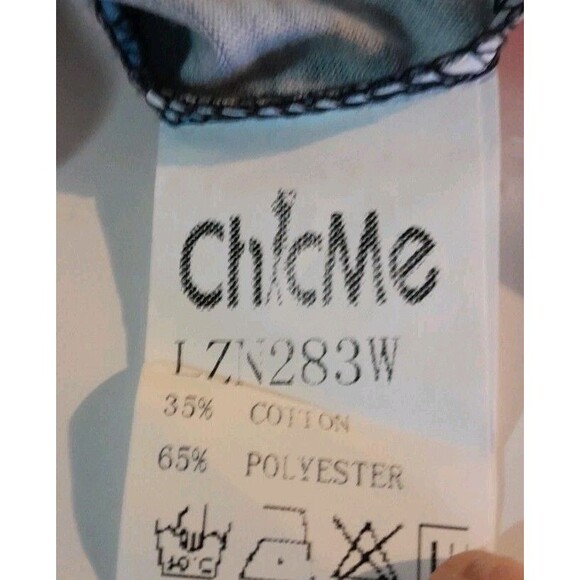 ChicMe
LZN283W
35% COTTON
65% POLYESTER